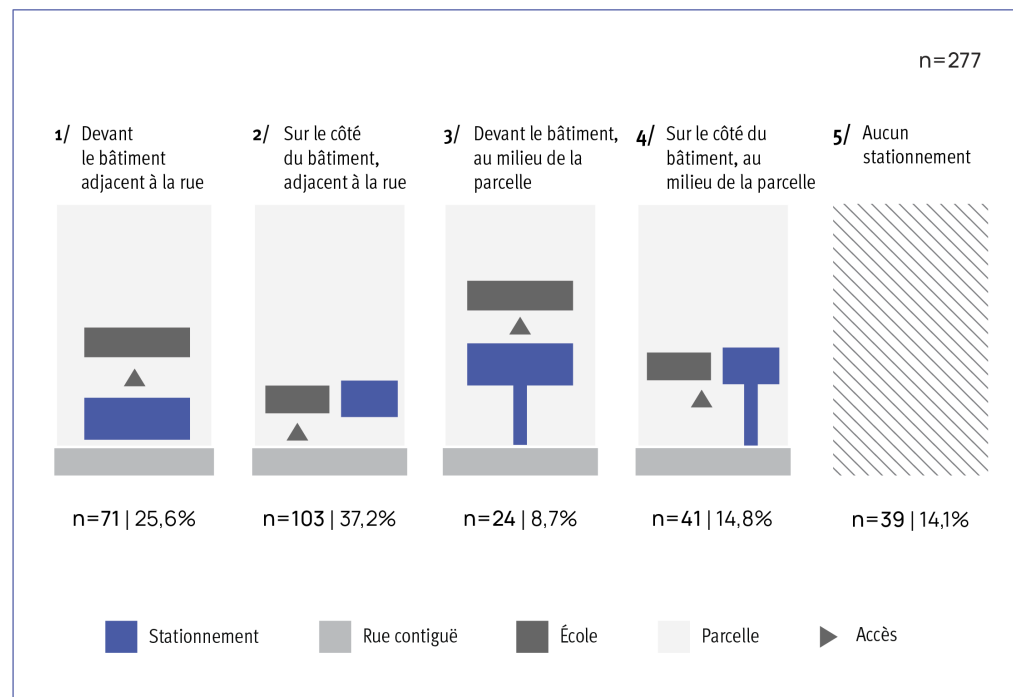 n=277
1/ Devant
le bâtiment
adjacent à la rue
2/ Sur le côté
du bâtiment,
adjacent à la rue
3/ Devant le bâtiment,
au milieu de la
parcelle
4/ Sur le côté du
bâtiment, au
milieu de la parcelle
5/ Aucun
stationnement
n=71 | 25,6%
n=103 | 37,2%
n=24 | 8,7%
n=41 | 14,8%
n=39 | 14,1%
Stationnement
Rue contiguë
École
Parcelle
Accès